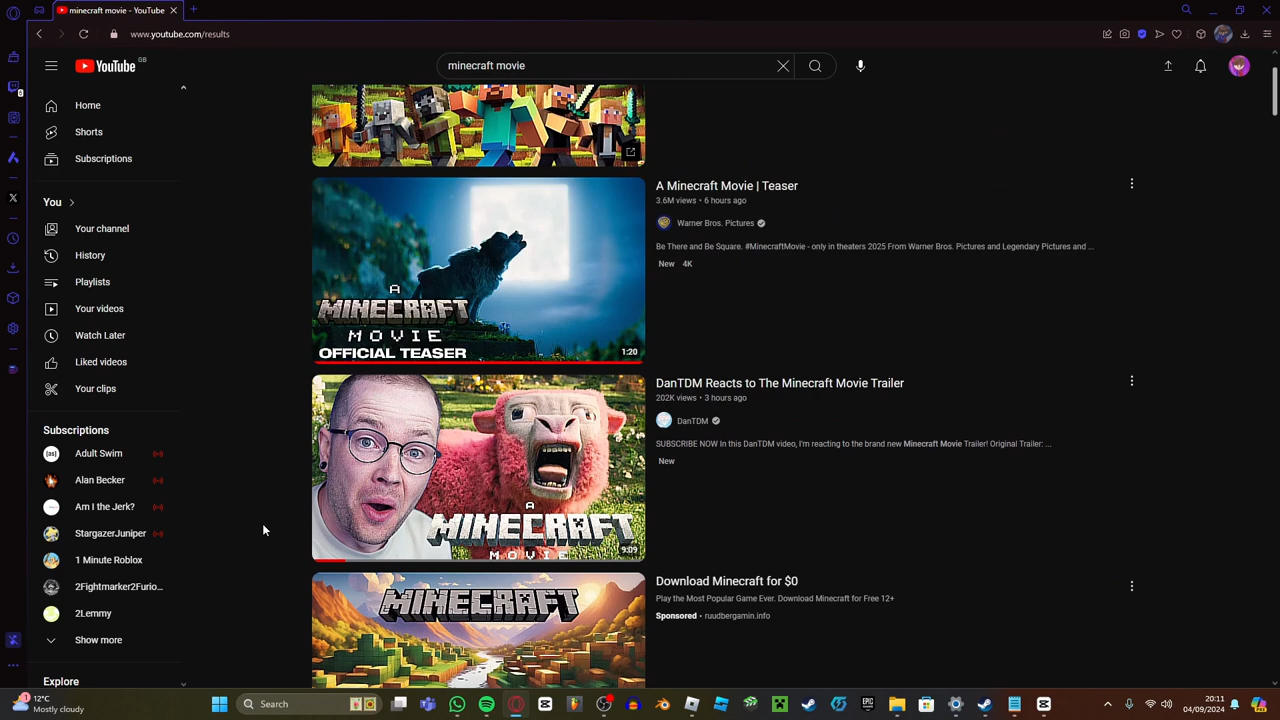 minecraft movie - YouTube
www.youtube.com/results
YouTube GB
minecraft movie
Home
Shorts
Subscriptions
You
Your channel
History
Playlists
Your videos
Watch Later
Liked videos
Your clips
Subscriptions
Adult Swim
Alan Becker
Am I the Jerk?
StargazerJuniper
1 Minute Roblox
2Fightmarker2Furio...
2Lemmy
Show more
Explore
A
MINECRAFT
MOVIE
OFFICIAL TEASER
1:20
A Minecraft Movie | Teaser
3.6M views • 6 hours ago
Warner Bros. Pictures
Be There and Be Square. #MinecraftMovie - only in theaters 2025 From Warner Bros. Pictures and Legendary Pictures and ...
New 4K
A
MINECRAFT
MOVIE
9:09
DanTDM Reacts to The Minecraft Movie Trailer
202K views • 3 hours ago
DanTDM
SUBSCRIBE NOW In this DanTDM video, I'm reacting to the brand new Minecraft Movie Trailer! Original Trailer: ...
New
MINECRAFT
Download Minecraft for $0
Play the Most Popular Game Ever. Download Minecraft for Free 12+
Sponsored • ruudbergamin.info
1
12°C
Mostly cloudy
Search
EPIC
20:11
04/09/2024